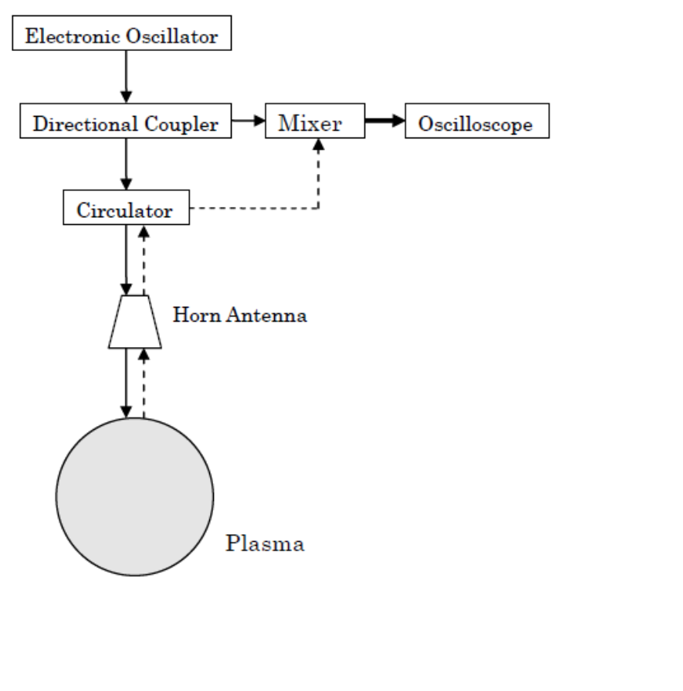 Electronic Oscillator
Directional Coupler
Mixer
Oscilloscope
Circulator
Horn Antenna
Plasma